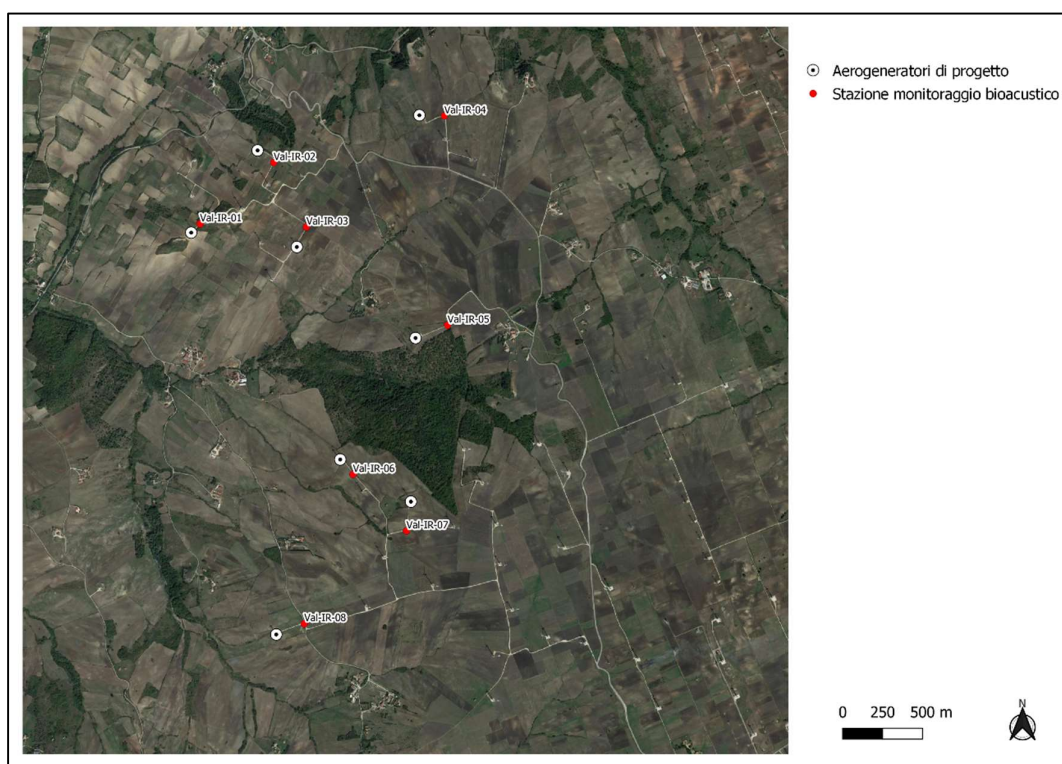 Aerogeneratori di progetto
Stazione monitoraggio bioacustico
Val-IR-04
Val-IR-02
Val-IR-01
Val-IR-03
Val-IR-05
Val-IR-06
Val-IR-07
Val-IR-08
0 250 500 m
N